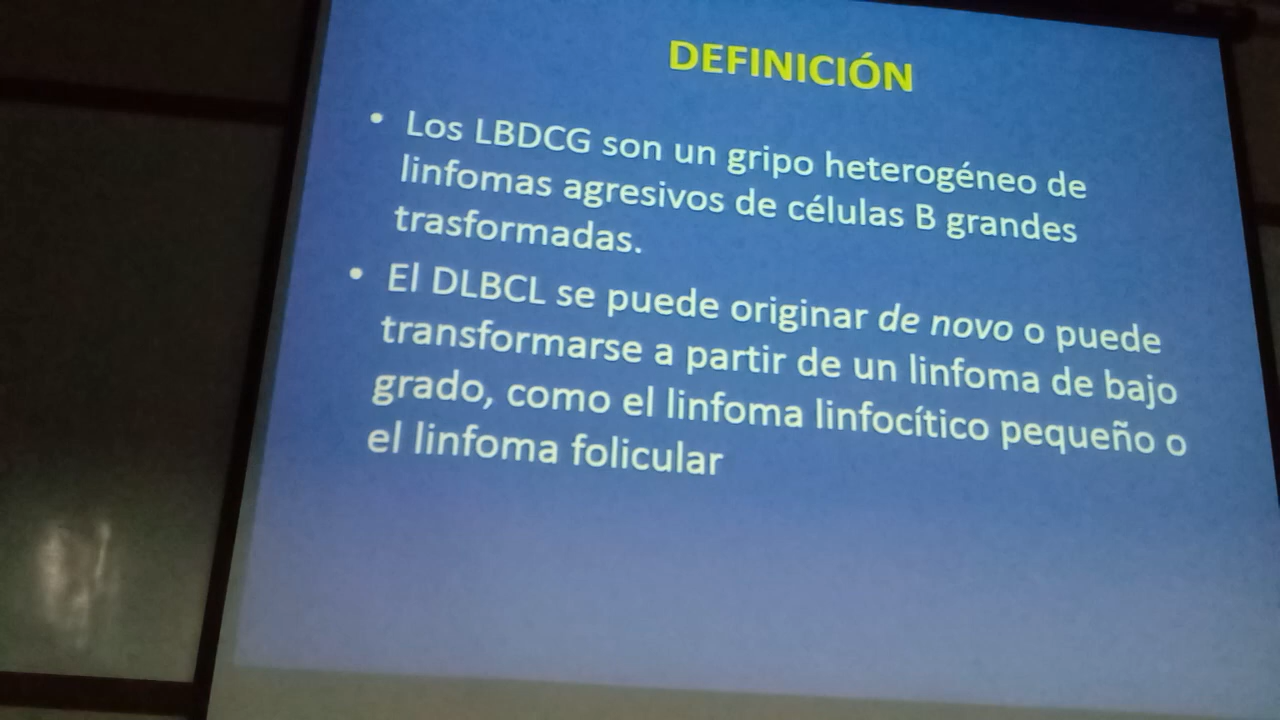 DEFINICIÓN
• Los LBDCG son un gripo heterogéneo de
linfomas agresivos de células B grandes
trasformadas.
• El DLBCL se puede originar de novo o puede
transformarse a partir de un linfoma de bajo
grado, como el linfoma linfocítico pequeño o
el linfoma folicular